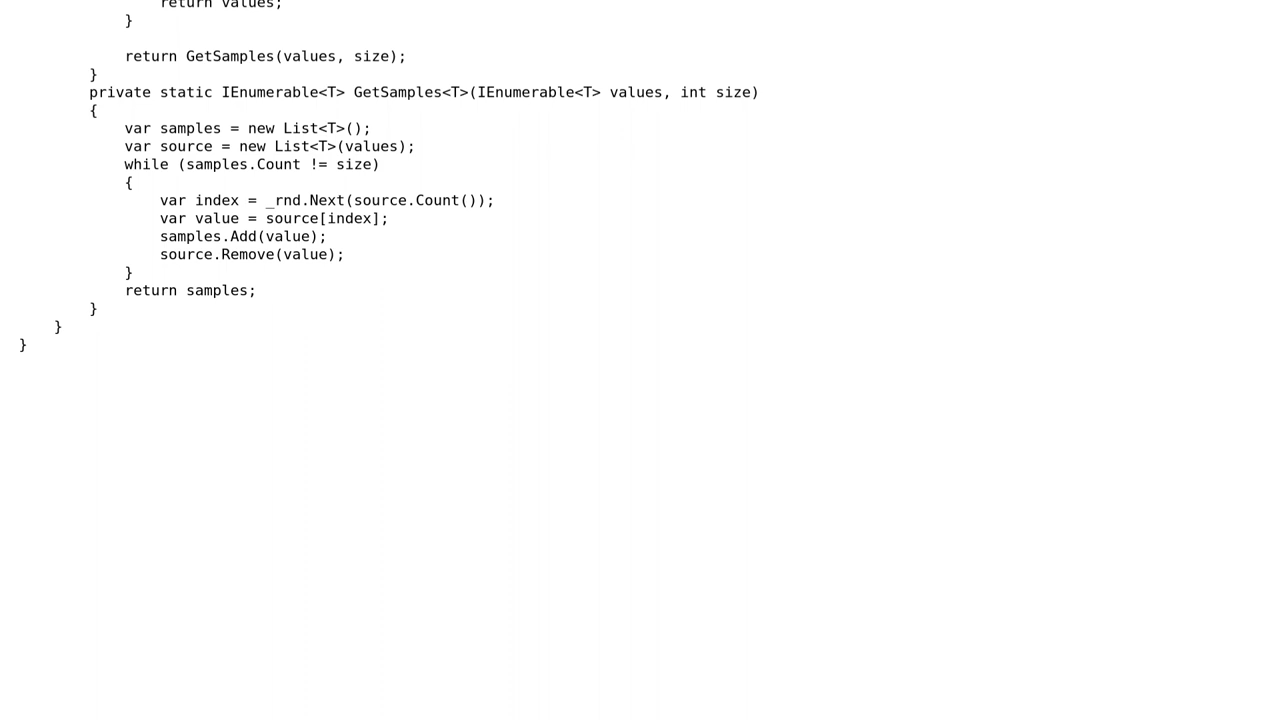 return values;
}
return GetSamples(values, size);
}
private static IEnumerable<T> GetSamples<T>(IEnumerable<T> values, int size)
{
var samples = new List<T>();
var source = new List<T>(values);
while (samples.Count != size)
{
var index = _rnd.Next(source.Count());
var value = source[index];
samples.Add(value);
source.Remove(value);
}
return samples;
}
}
}